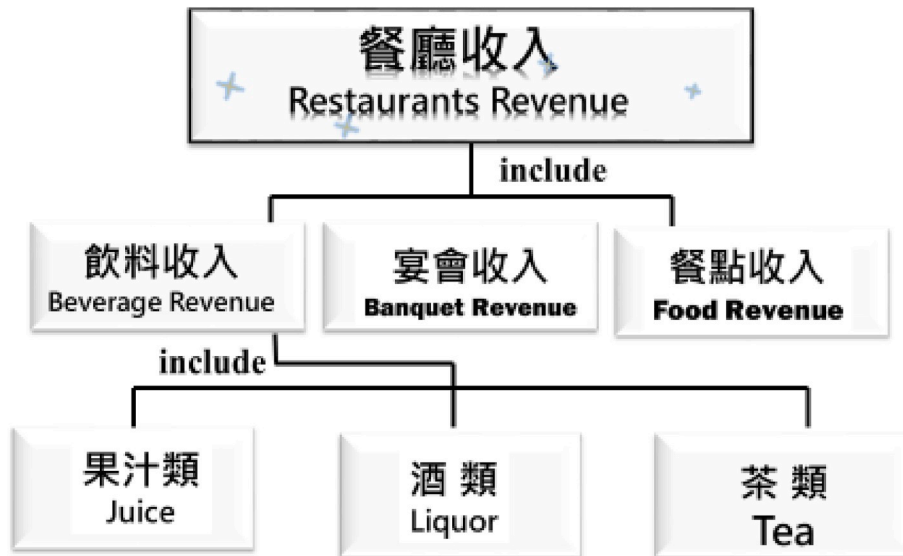 餐廳收入
Restaurants Revenue
include
飲料收入
Beverage Revenue
宴會收入
Banquet Revenue
餐點收入
Food Revenue
include
果汁類
Juice
酒 類
Liquor
茶 類
Tea